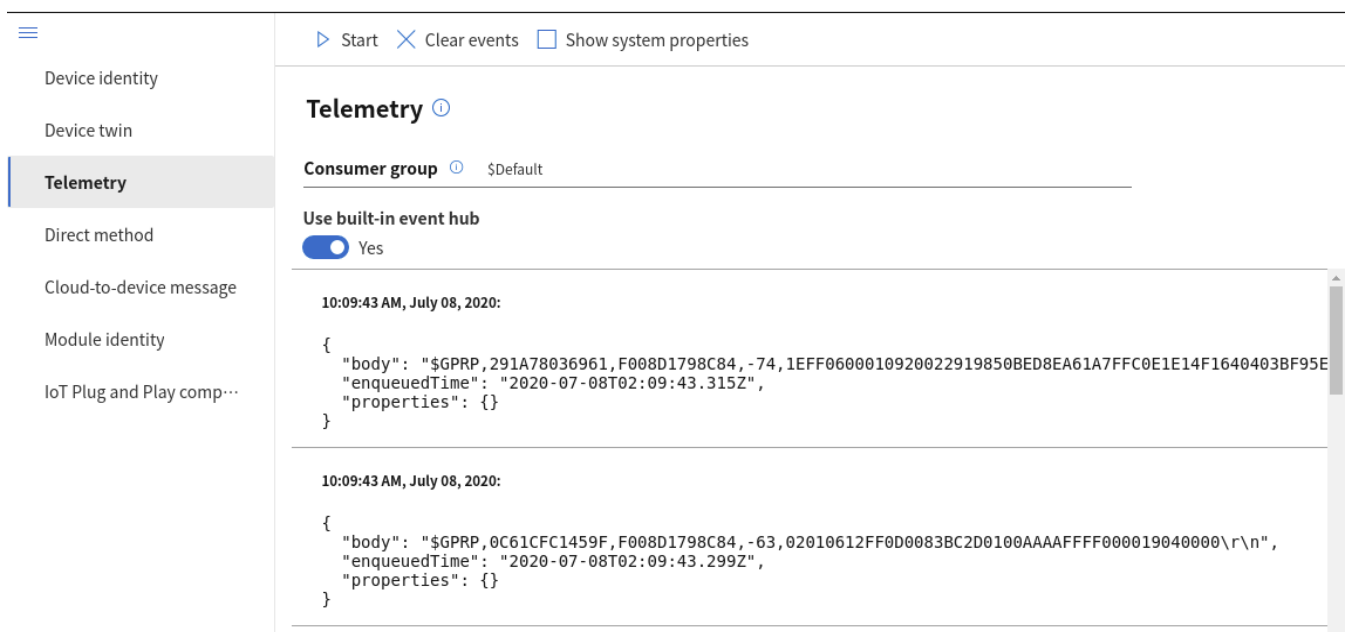 Start Clear events Show system properties
Device identity
Device twin
Telemetry
Direct method
Cloud-to-device message
Module identity
IoT Plug and Play comp···
Telemetry
Consumer group $Default
Use built-in event hub
Yes
10:09:43 AM, July 08, 2020:
{
"body": "$GPRP,291A78036961,F008D1798C84,-74,1EFF0600010920022919850BED8EA61A7FFC0E1E14F1640403BF95E
"enqueuedTime": "2020-07-08T02:09:43.315Z",
"properties": {}
}
10:09:43 AM, July 08, 2020:
{
"body": "$GPRP,0C61CFC1459F,F008D1798C84,-63,02010612FF0D0083BC2D0100AAAAFFFF000019040000\r\n",
"enqueuedTime": "2020-07-08T02:09:43.299Z",
"properties": {}
}